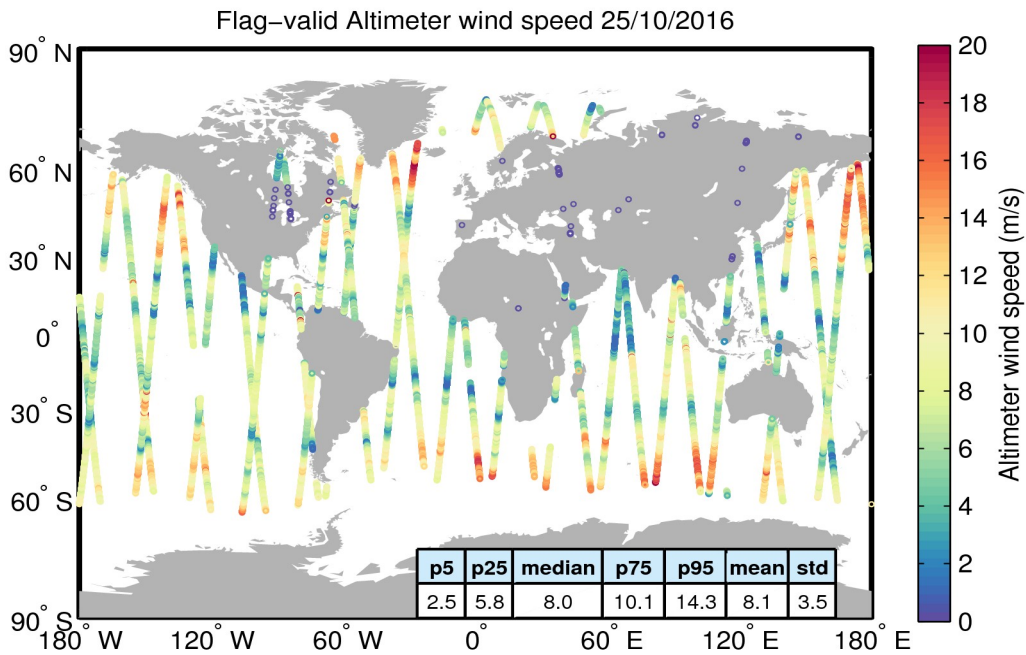 Flag−valid Altimeter wind speed 25/10/2016
90° N
60° N
30° N
0°
30° S
60° S
90° S
180° W
120° W
60° W
0°
60° E
120° E
180° E
p5 p25 median p75 p95 mean std
2.5 5.8 8.0 10.1 14.3 8.1 3.5
20
18
16
14
12
10
8
6
4
2
0
Altimeter wind speed (m/s)